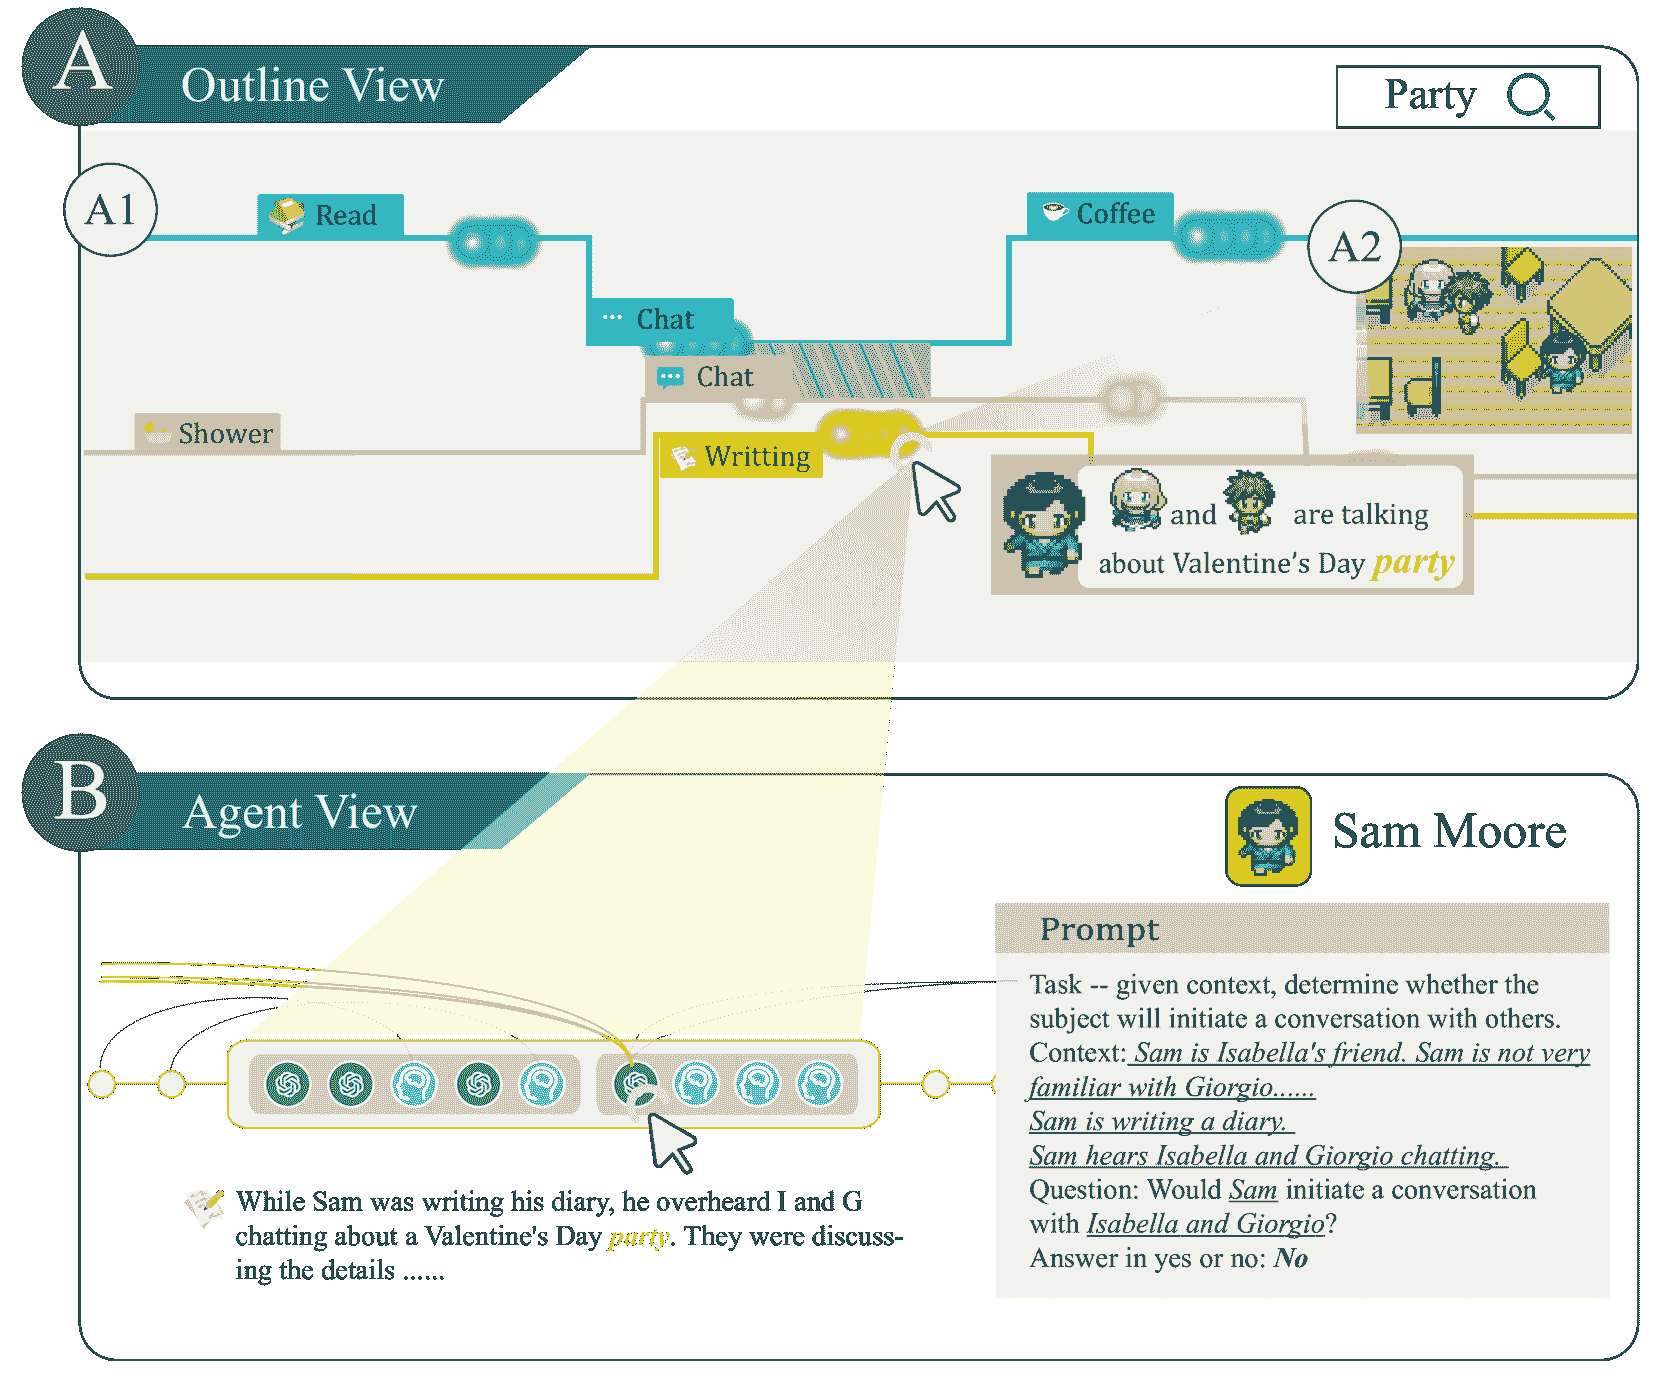 A
Outline View
Party
A1
Read
Coffee
A2
Chat
Chat
Shower
Writting
and are talking
about Valentine's Day party
B
Agent View
Sam Moore
Prompt
Task -- given context, determine whether the
subject will initiate a conversation with others.
Context: Sam is Isabella's friend. Sam is not very
familiar with Giorgio......
Sam is writing a diary.
Sam hears Isabella and Giorgio chatting.
Question: Would Sam initiate a conversation
with Isabella and Giorgio?
Answer in yes or no: No
While Sam was writing his diary, he overheard I and G
chatting about a Valentine's Day party. They were discuss-
ing the details ......